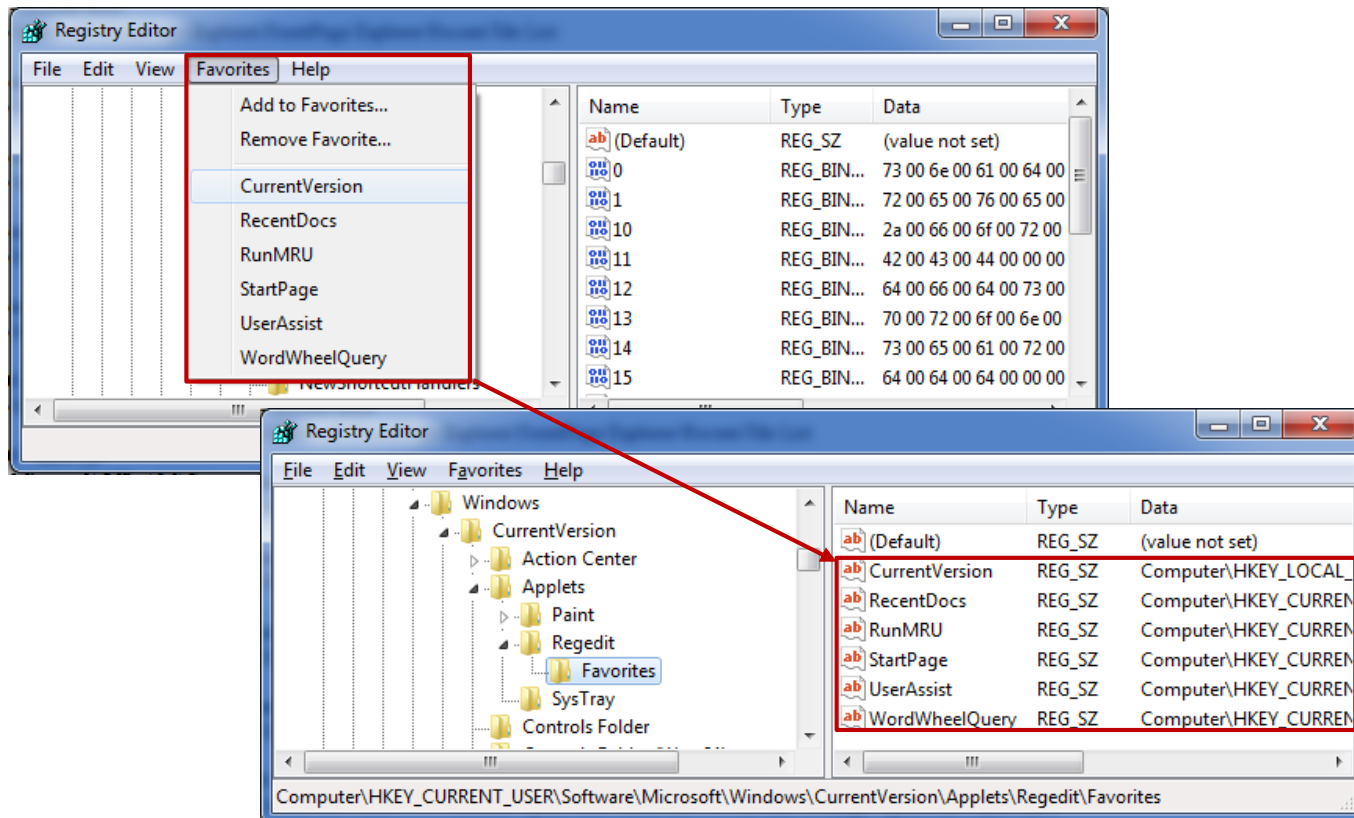 Registry Editor
File Edit View Favorites Help
Add to Favorites...
Remove Favorite...
CurrentVersion
RecentDocs
RunMRU
StartPage
UserAssist
WordWheelQuery
NewShortcutHandlers
Name Type Data
(Default) REG_SZ (value not set)
0 REG_BIN... 73 00 6e 00 61 00 64 00
1 REG_BIN... 72 00 65 00 76 00 65 00
10 REG_BIN... 2a 00 66 00 6f 00 72 00
11 REG_BIN... 42 00 43 00 44 00 00 00
12 REG_BIN... 64 00 66 00 64 00 73 00
13 REG_BIN... 70 00 72 00 6f 00 6e 00
14 REG_BIN... 73 00 65 00 61 00 72 00
15 REG_BIN... 64 00 64 00 64 00 00 00
Registry Editor
File Edit View Favorites Help
Windows
CurrentVersion
Action Center
Applets
Paint
Regedit
Favorites
SysTray
Controls Folder
Name Type Data
(Default) REG_SZ (value not set)
CurrentVersion REG_SZ Computer\HKEY_LOCAL_
RecentDocs REG_SZ Computer\HKEY_CURREN
RunMRU REG_SZ Computer\HKEY_CURREN
StartPage REG_SZ Computer\HKEY_CURREN
UserAssist REG_SZ Computer\HKEY_CURREN
WordWheelQuery REG_SZ Computer\HKEY_CURREN
Computer\HKEY_CURRENT_USER\Software\Microsoft\Windows\CurrentVersion\Applets\Regedit\Favorites